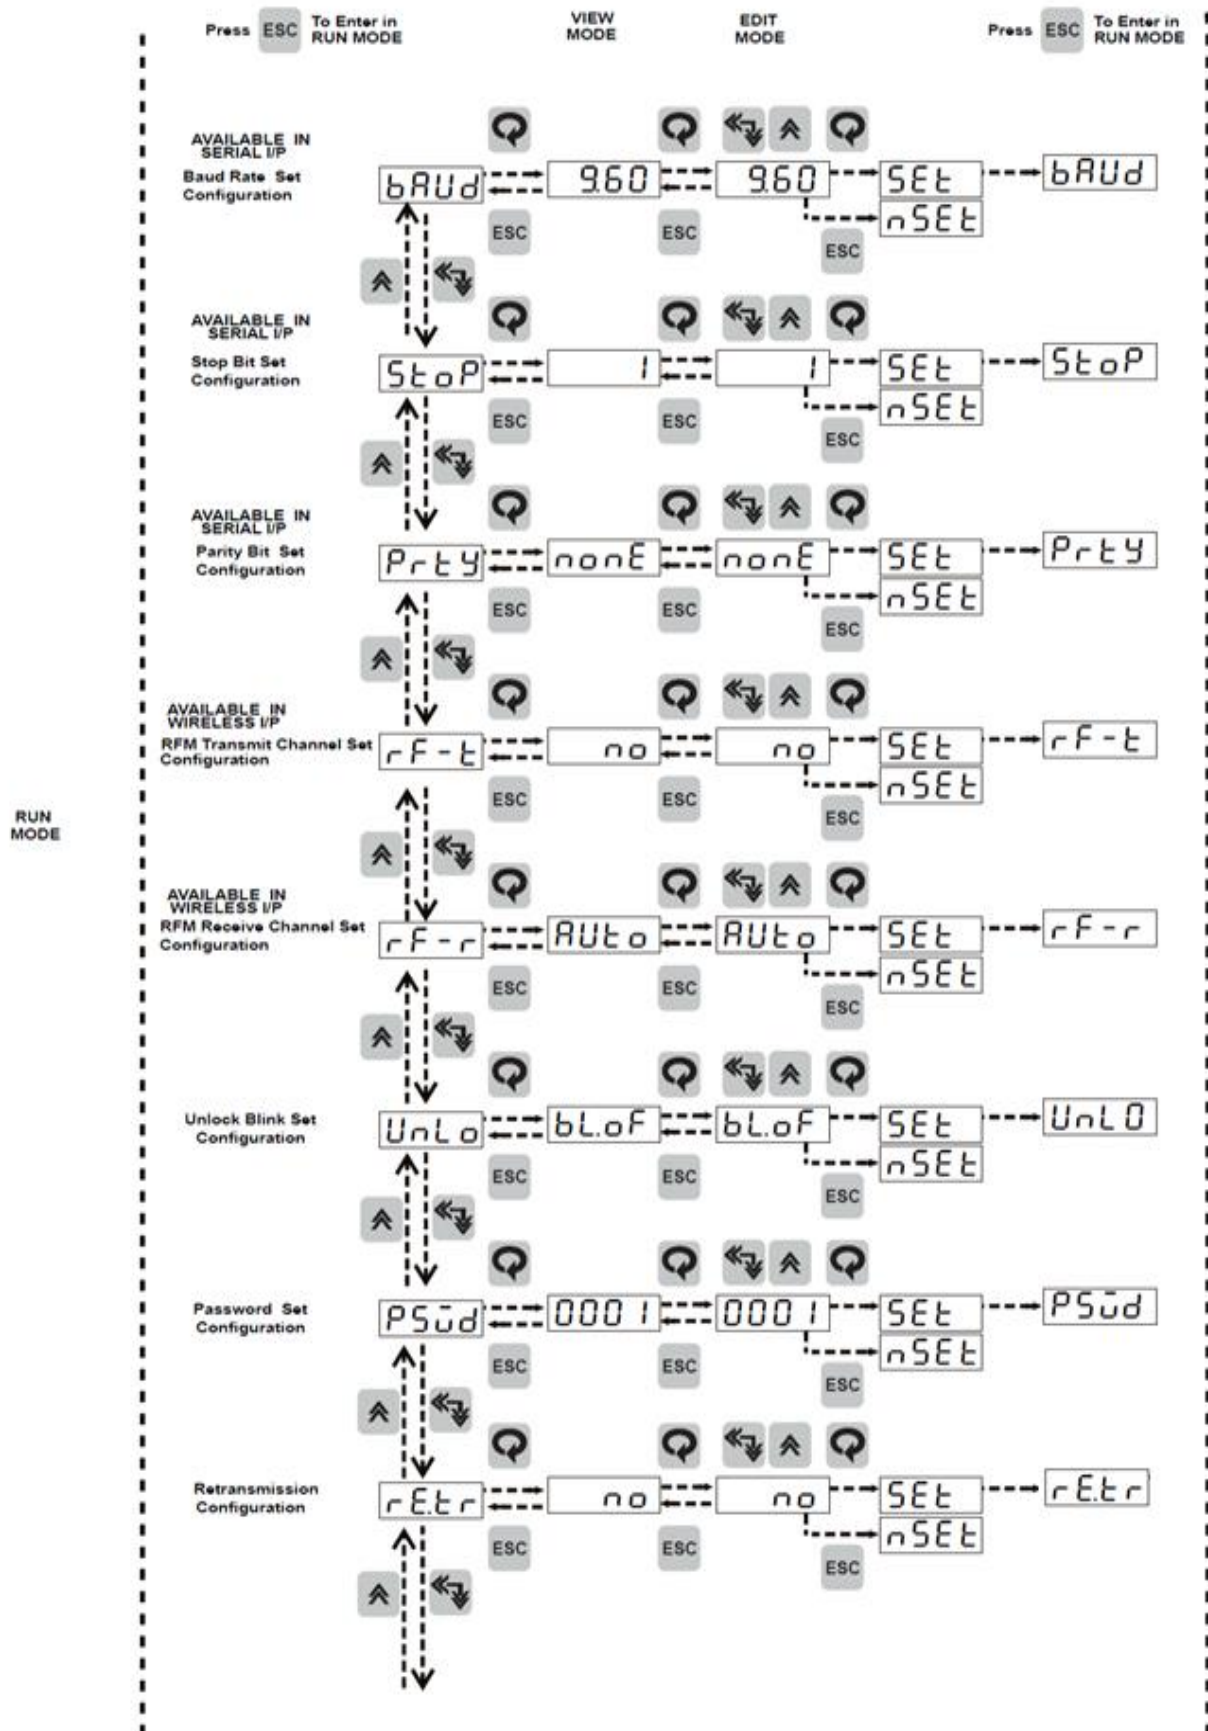 Press ESC To Enter in RUN MODE
VIEW MODE
EDIT MODE
Press ESC To Enter in RUN MODE
AVAILABLE IN
SERIAL I/P
Baud Rate Set
Configuration
bAUd
9.60
9.60
SEt
bAUd
nSEt
ESC
ESC
ESC
AVAILABLE IN
SERIAL I/P
Stop Bit Set
Configuration
StoP
1
1
SEt
StoP
nSEt
ESC
ESC
ESC
AVAILABLE IN
SERIAL I/P
Parity Bit Set
Configuration
PrtY
nonE
nonE
SEt
PrtY
nSEt
ESC
ESC
ESC
AVAILABLE IN
WIRELESS I/P
RFM Transmit Channel Set
Configuration
rF-t
no
no
SEt
rF-t
nSEt
ESC
ESC
ESC
RUN
MODE
AVAILABLE IN
WIRELESS I/P
RFM Receive Channel Set
Configuration
rF-r
AUto
AUto
SEt
rF-r
nSEt
ESC
ESC
ESC
Unlock Blink Set
Configuration
UnLo
bL.oF
bL.oF
SEt
UnL0
nSEt
ESC
ESC
ESC
Password Set
Configuration
PSūd
0001
0001
SEt
PSūd
nSEt
ESC
ESC
ESC
Retransmission
Configuration
rE.tr
no
no
SEt
rE.tr
nSEt
ESC
ESC
ESC